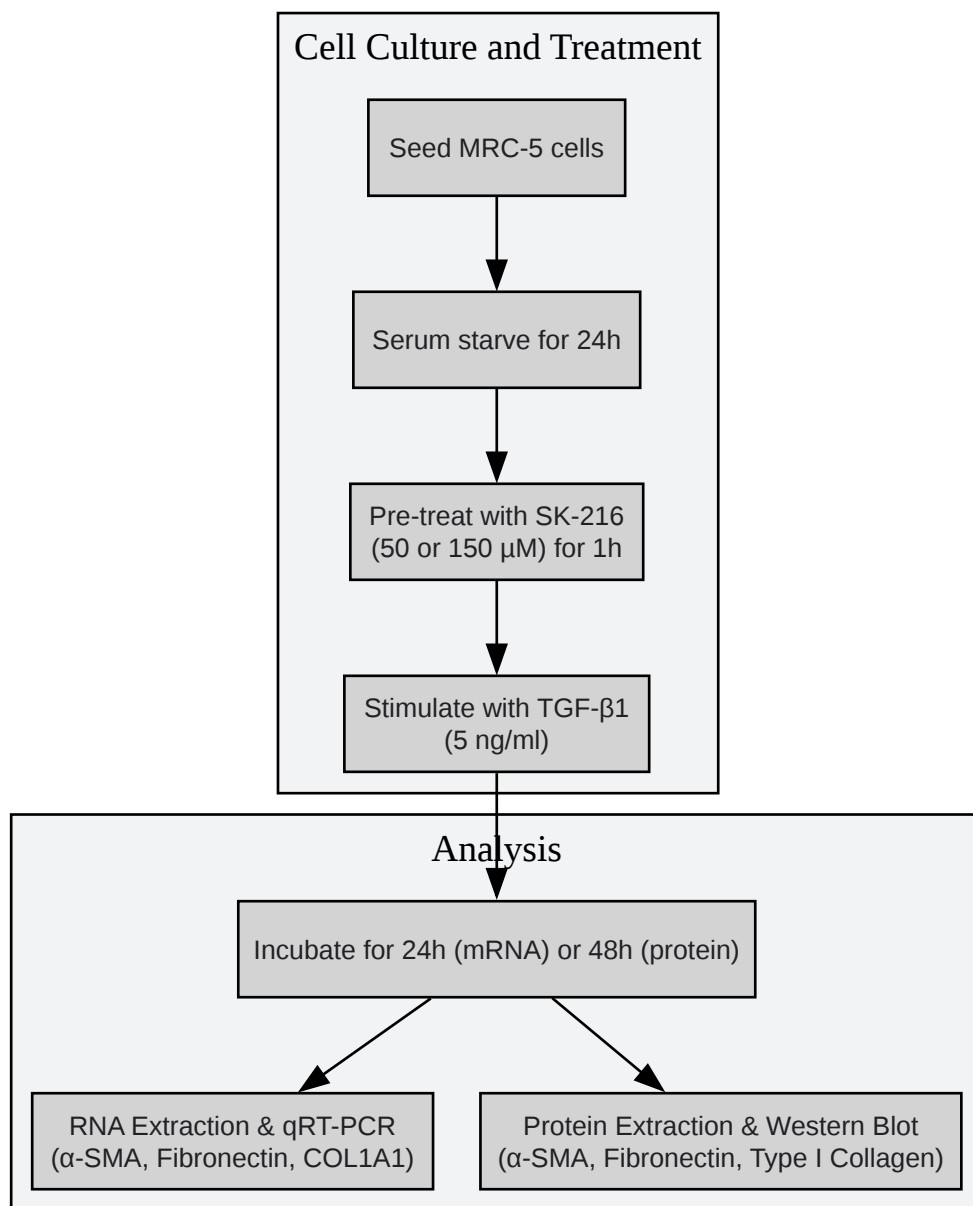 Cell Culture and Treatment
Seed MRC-5 cells
Serum starve for 24h
Pre-treat with SK-216
(50 or 150 µM) for 1h
Stimulate with TGF-β1
(5 ng/ml)
Analysis
Incubate for 24h (mRNA) or 48h (protein)
RNA Extraction & qRT-PCR
(α-SMA, Fibronectin, COL1A1)
Protein Extraction & Western Blot
(α-SMA, Fibronectin, Type I Collagen)